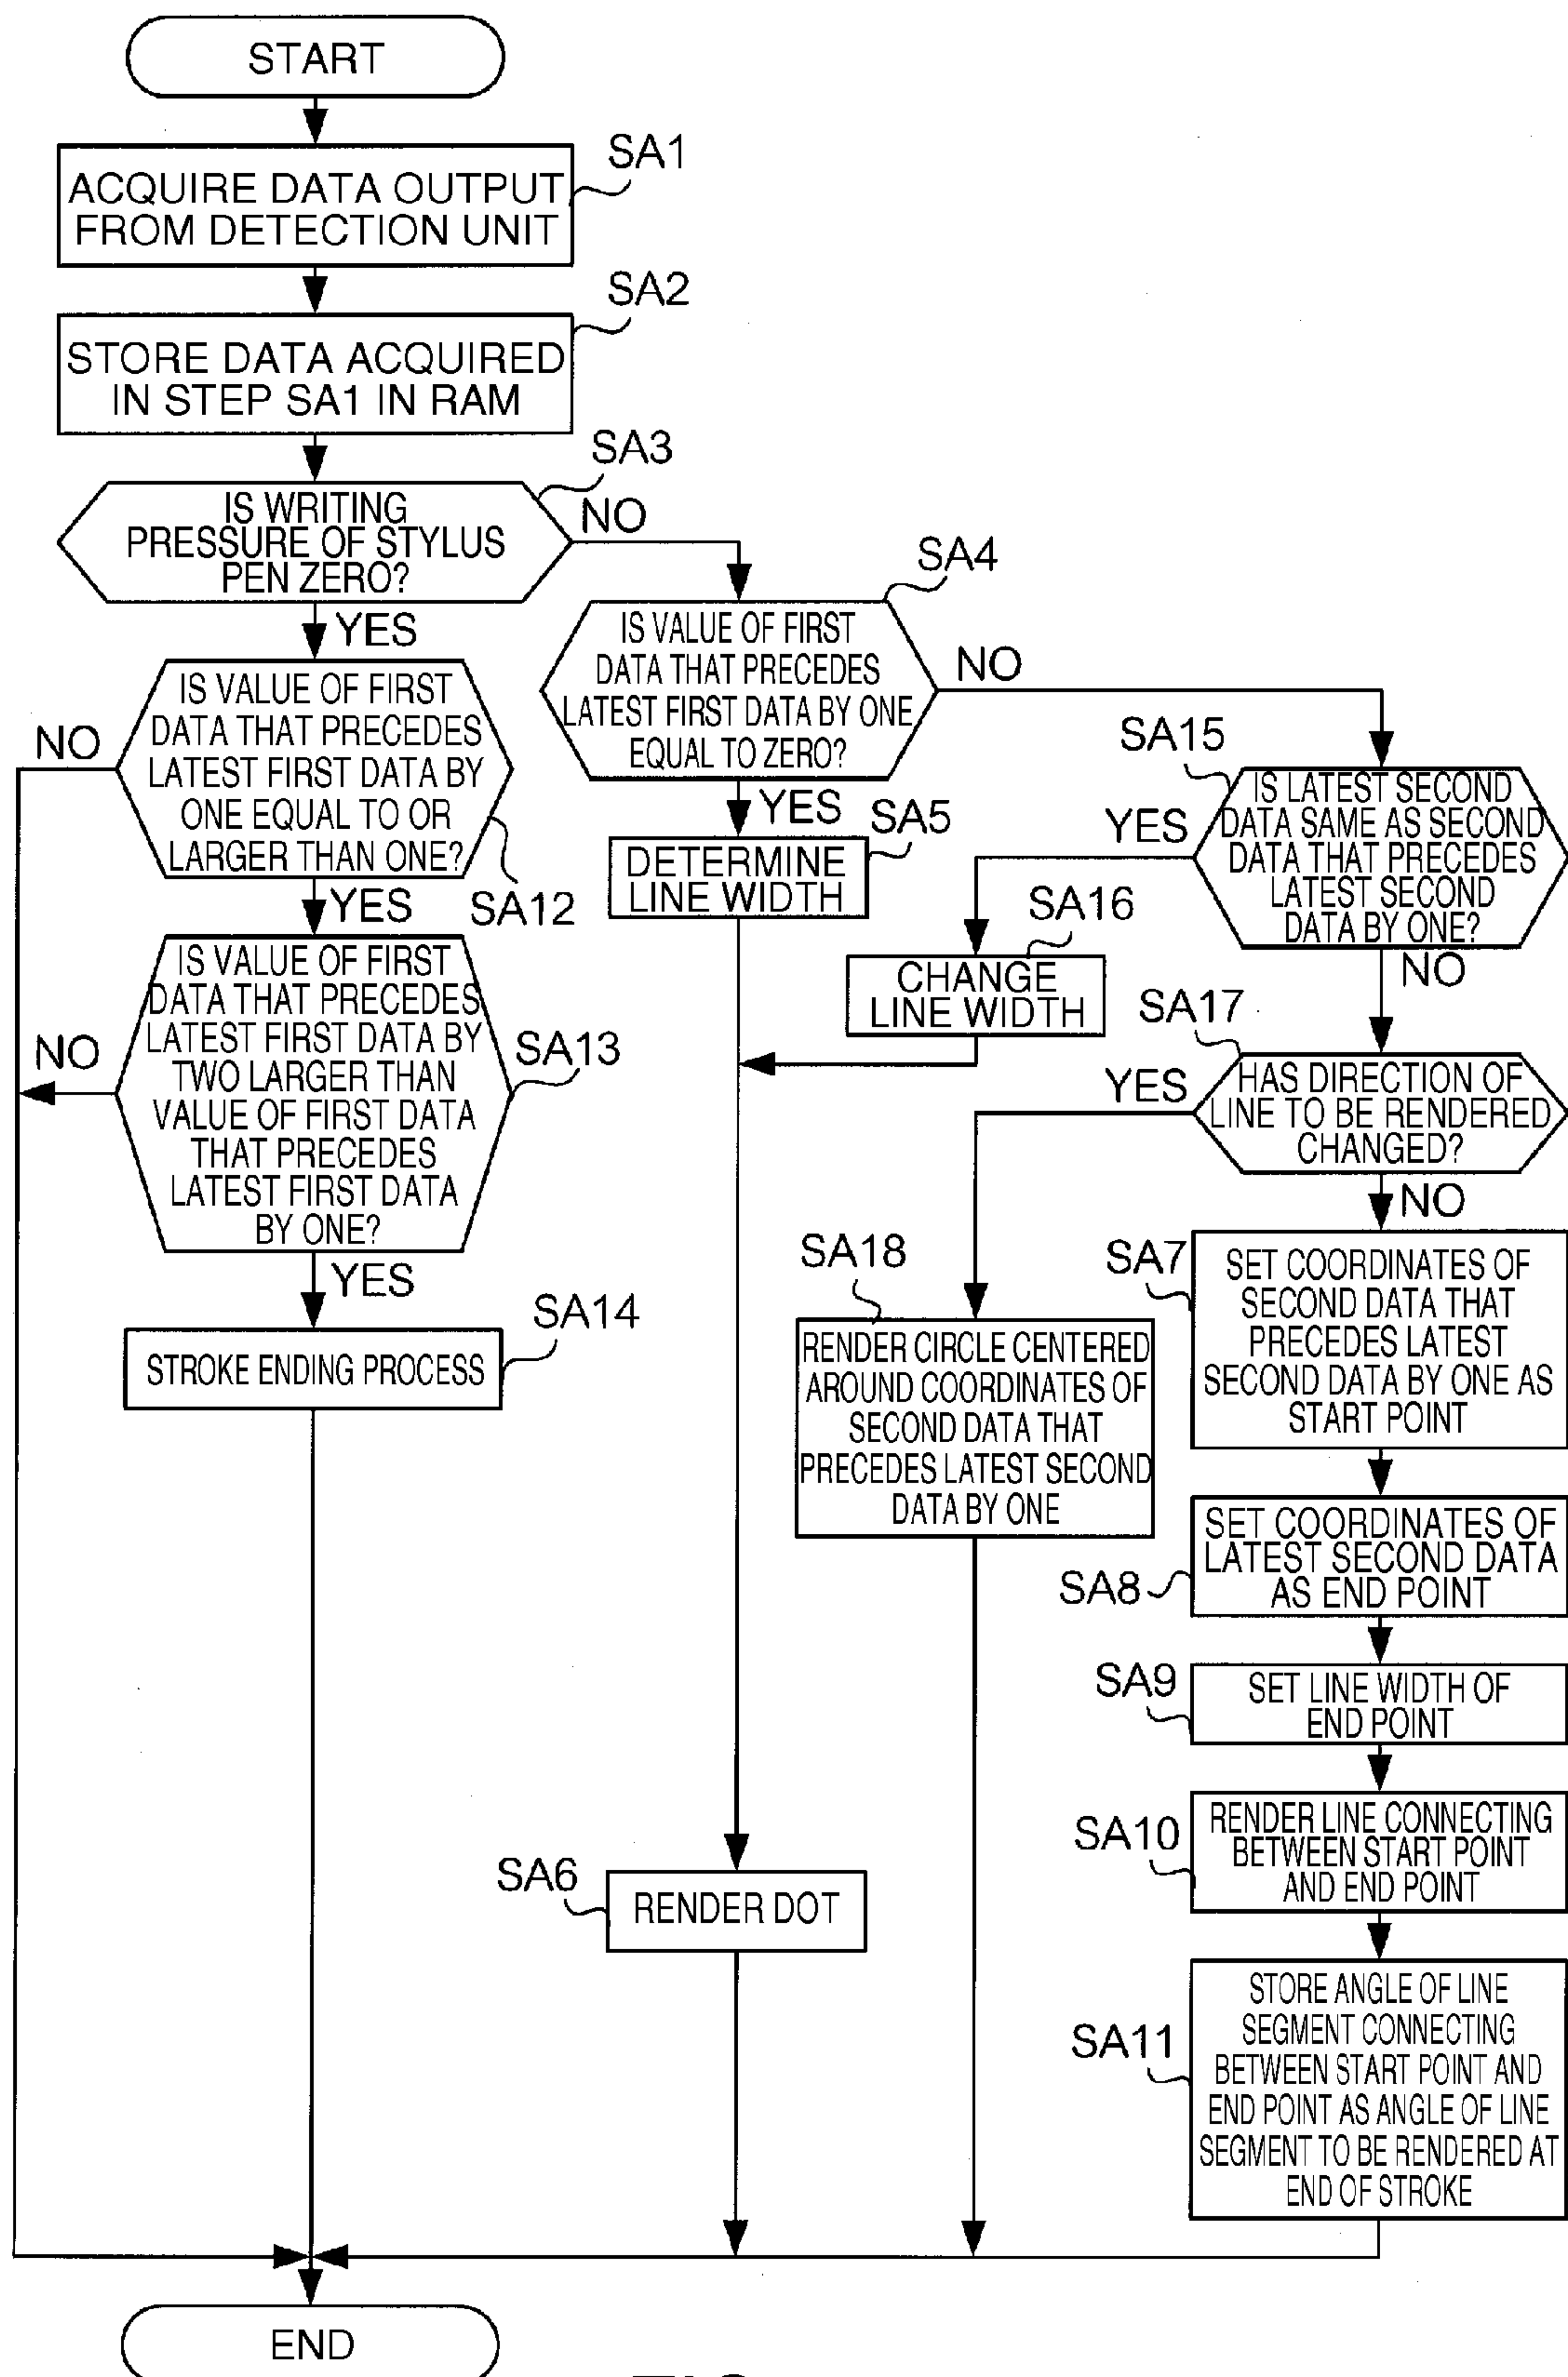 START
SA1
ACQUIRE DATA OUTPUT
FROM DETECTION UNIT
SA2
STORE DATA ACQUIRED
IN STEP SA1 IN RAM
SA3
IS WRITING
PRESSURE OF STYLUS
PEN ZERO?
NO
YES
SA4
IS VALUE OF FIRST
DATA THAT PRECEDES
LATEST FIRST DATA BY ONE
EQUAL TO ZERO?
NO
YES
IS VALUE OF FIRST
DATA THAT PRECEDES
LATEST FIRST DATA BY
ONE EQUAL TO OR
LARGER THAN ONE?
NO
YES
SA12
SA5
DETERMINE
LINE WIDTH
SA15
IS LATEST SECOND
DATA SAME AS SECOND
DATA THAT PRECEDES
LATEST SECOND
DATA BY ONE?
YES
NO
SA16
CHANGE
LINE WIDTH
IS VALUE OF FIRST
DATA THAT PRECEDES
LATEST FIRST DATA BY
TWO LARGER THAN
VALUE OF FIRST DATA
THAT PRECEDES
LATEST FIRST DATA
BY ONE?
SA13
NO
YES
SA17
HAS DIRECTION OF
LINE TO BE RENDERED
CHANGED?
YES
NO
SA14
STROKE ENDING PROCESS
SA18
RENDER CIRCLE CENTERED
AROUND COORDINATES OF
SECOND DATA THAT
PRECEDES LATEST SECOND
DATA BY ONE
SA7
SET COORDINATES OF
SECOND DATA THAT
PRECEDES LATEST
SECOND DATA BY ONE AS
START POINT
SA8
SET COORDINATES OF
LATEST SECOND DATA
AS END POINT
SA9
SET LINE WIDTH OF
END POINT
SA10
RENDER LINE CONNECTING
BETWEEN START POINT
AND END POINT
SA6
RENDER DOT
SA11
STORE ANGLE OF LINE
SEGMENT CONNECTING
BETWEEN START POINT AND
END POINT AS ANGLE OF LINE
SEGMENT TO BE RENDERED AT
END OF STROKE
END